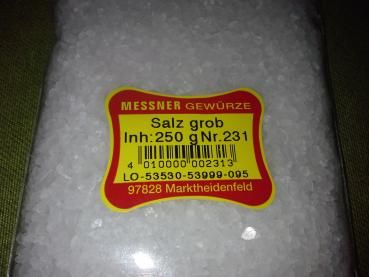 MESSNER GEWÜRZE
Salz grob
Inh: 250 g Nr. 231
4 010000 002313
LO-53530-53999-095
97828 Marktheidenfeld